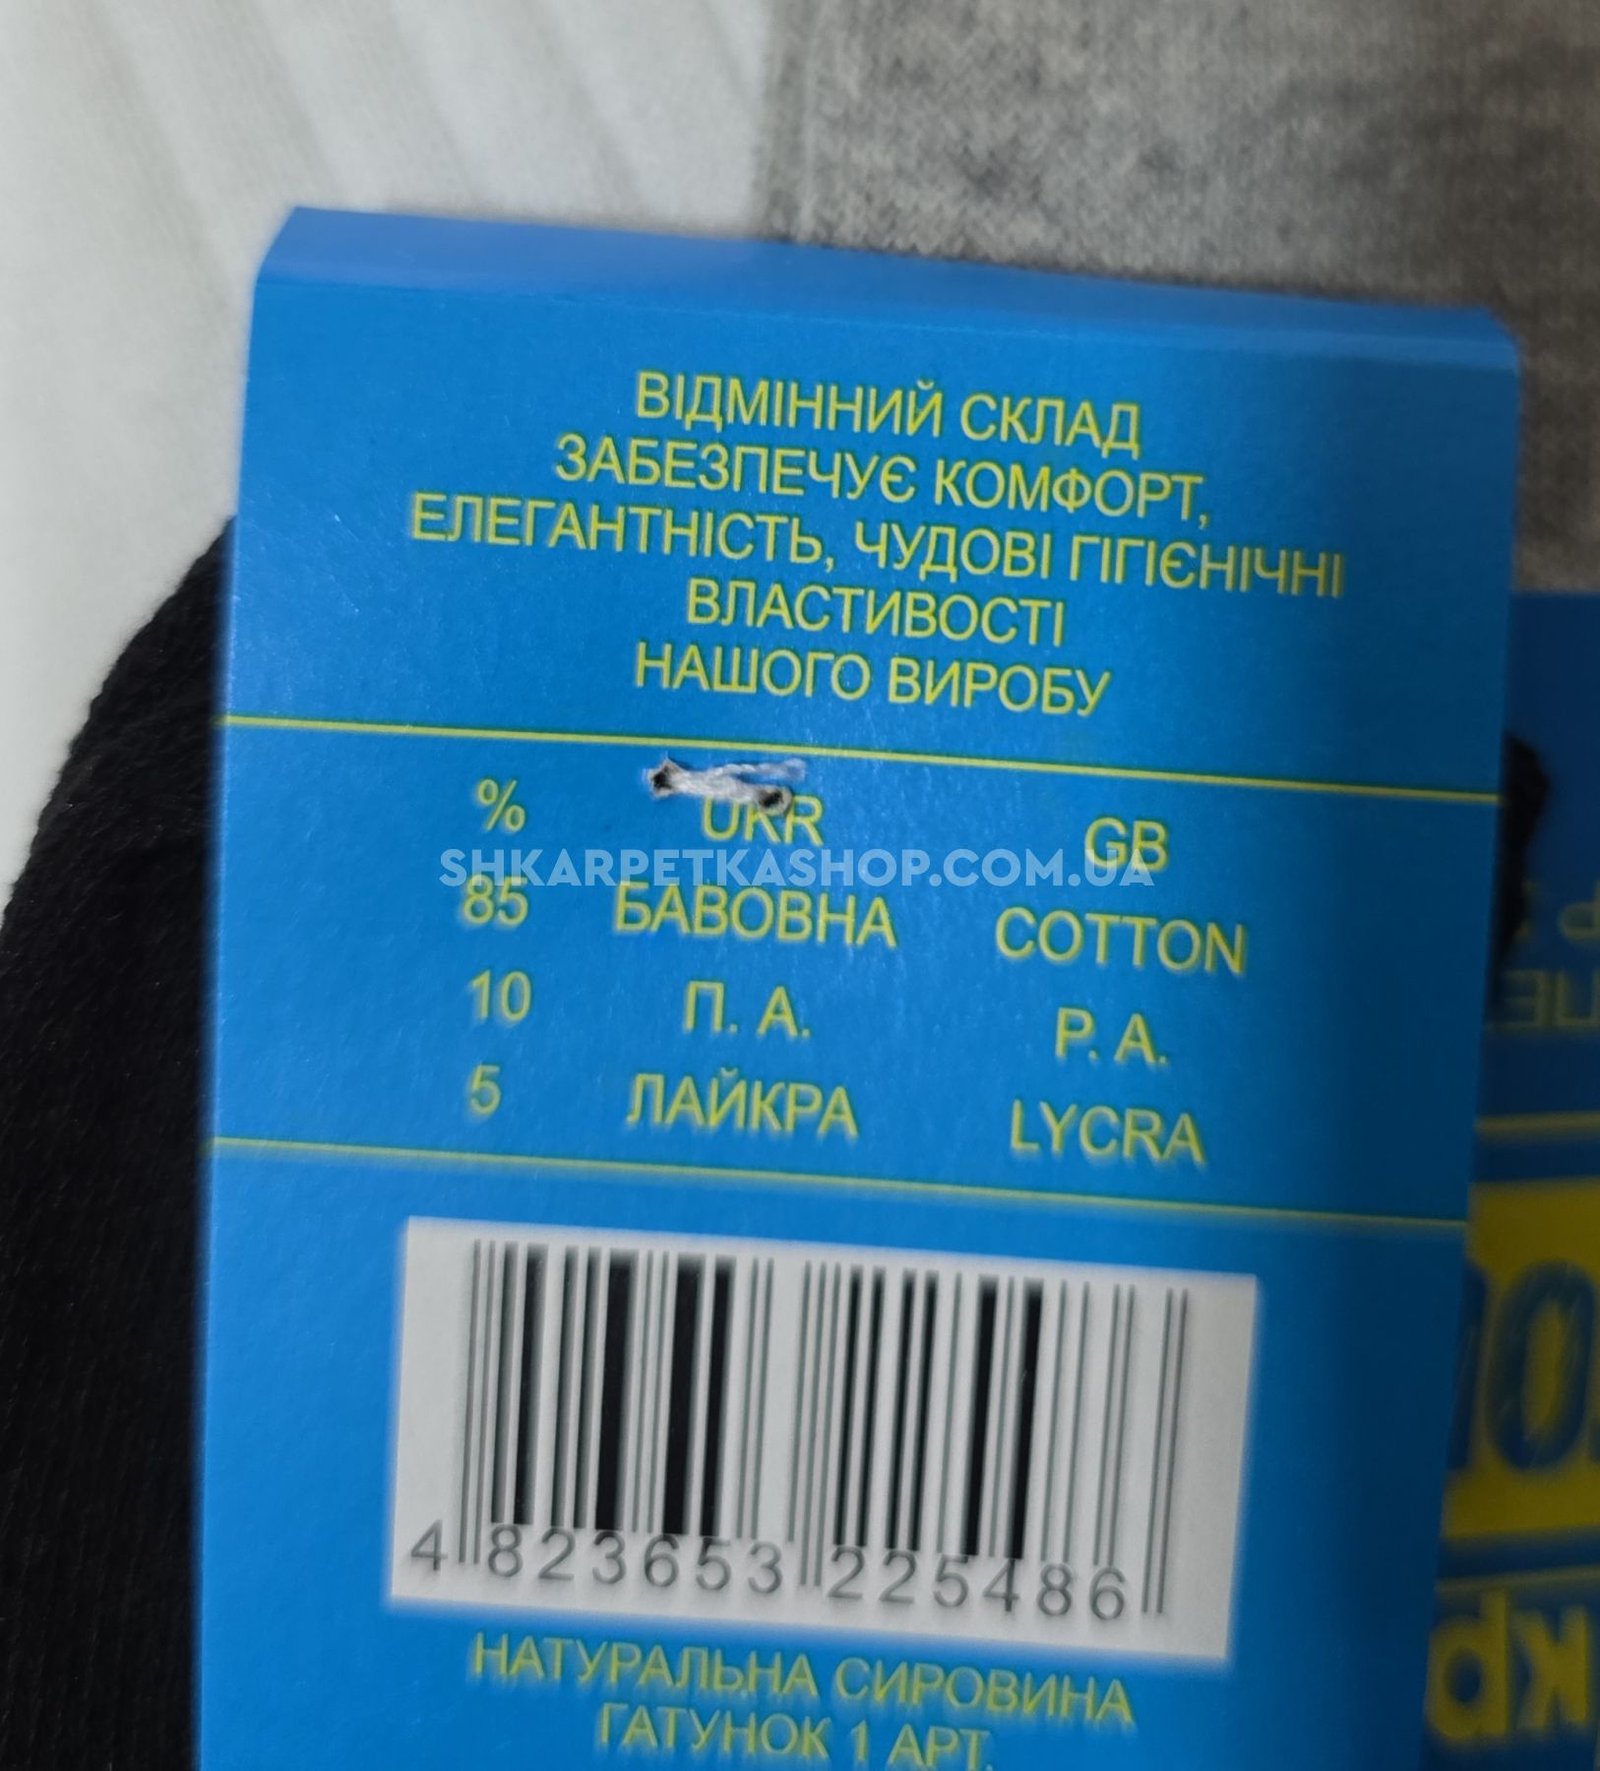 ВІДМІННИЙ СКЛАД
ЗАБЕЗПЕЧУЄ КОМФОРТ,
ЕЛЕГАНТНІСТЬ, ЧУДОВІ ГІГІЄНІЧНІ
ВЛАСТИВОСТІ
НАШОГО ВИРОБУ
% UKR GB
SHKARPETKASHOP.COM.UA
85 БАВОВНА COTTON
10 П. А. P. A.
5 ЛАЙКРА LYCRA
4 823653 225486
НАТУРАЛЬНА СИРОВИНА
ҐАТУНОК 1 АРТ.